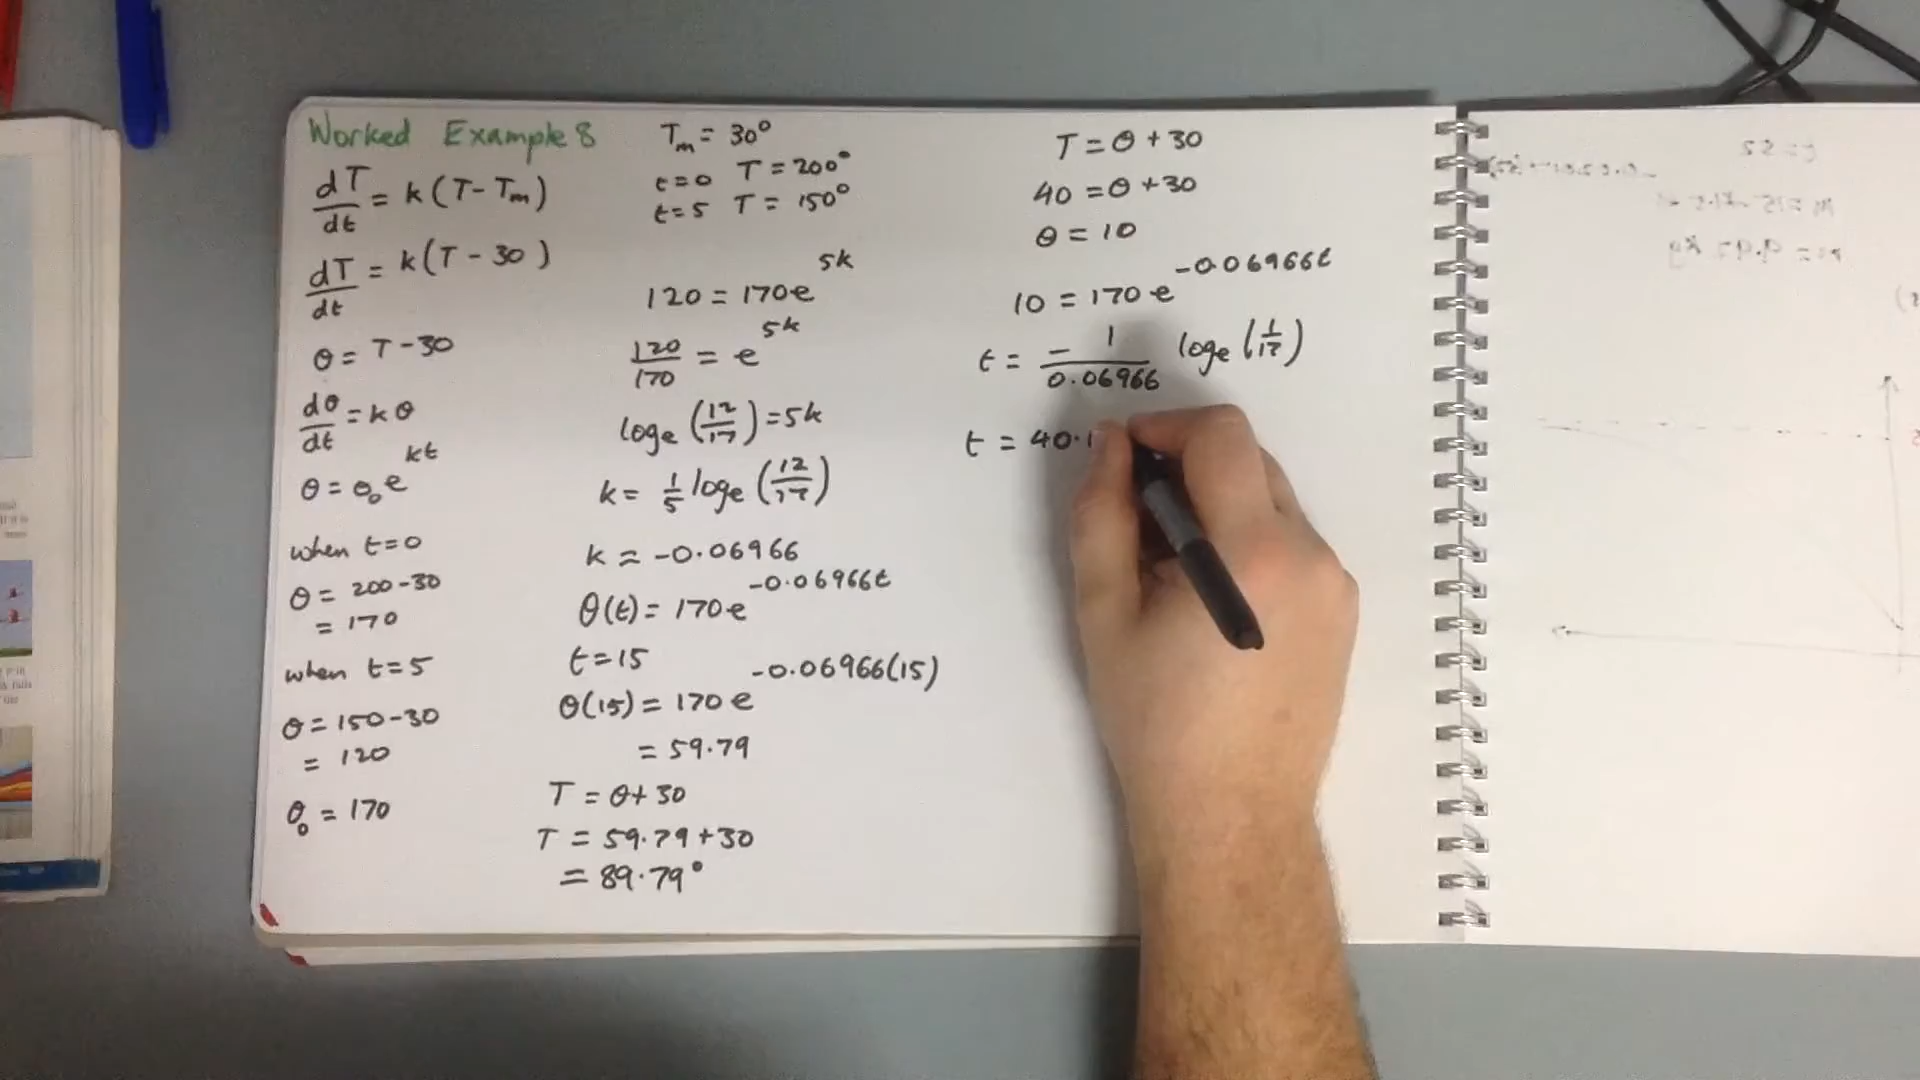 Worked Example 8
dT/dt = k(T - Tm)
dT/dt = k(T - 30)
θ = T - 30
dθ/dt = kθ
θ = θ₀e^kt
when t=0
θ = 200-30
= 170
when t=5
θ = 150-30
= 120
θ₀ = 170
Tm = 30°
t=0 T = 200°
t=5 T = 150°
120 = 170e^5k
120/170 = e^5k
loge (12/17) = 5k
k = 1/5 loge (12/17)
k ≈ -0.06966
θ(t) = 170e^-0.06966t
t=15
θ(15) = 170e^-0.06966(15)
= 59.79
T = θ+30
T = 59.79+30
= 89.79°
T = θ + 30
40 = θ + 30
θ = 10
10 = 170e^-0.06966t
t = - 1/0.06966 loge (1/17)
t = 40.